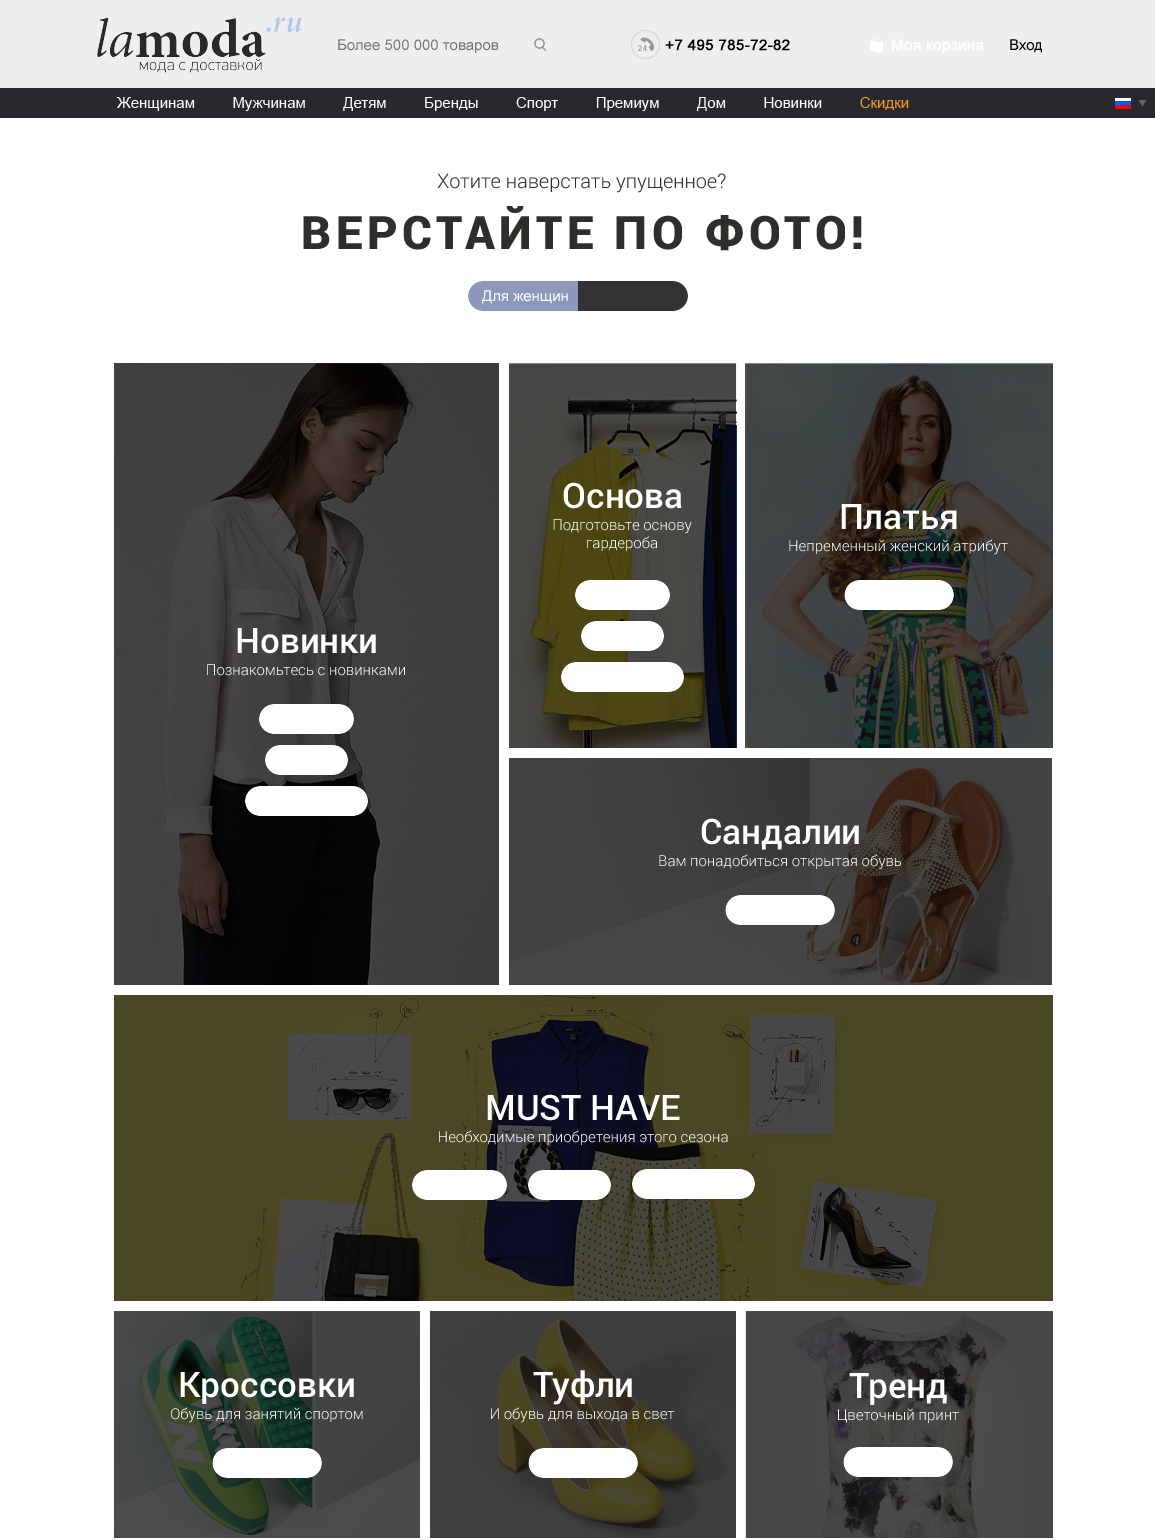 lamoda.ru
мода с доставкой
Более 500 000 товаров
24
+7 495 785-72-82
Моя корзина
Вход
Женщинам Мужчинам Детям Бренды Спорт Премиум Дом Новинки Скидки
Хотите наверстать упущенное?
ВЕРСТАЙТЕ ПО ФОТО!
Для женщин
Основа
Подготовьте основу
гардероба
Платья
Непременный женский атрибут
Новинки
Познакомьтесь с новинками
Сандалии
Вам понадобиться открытая обувь
MUST HAVE
Необходимые приобретения этого сезона
Кроссовки
Обувь для занятий спортом
Туфли
И обувь для выхода в свет
Тренд
Цветочный принт